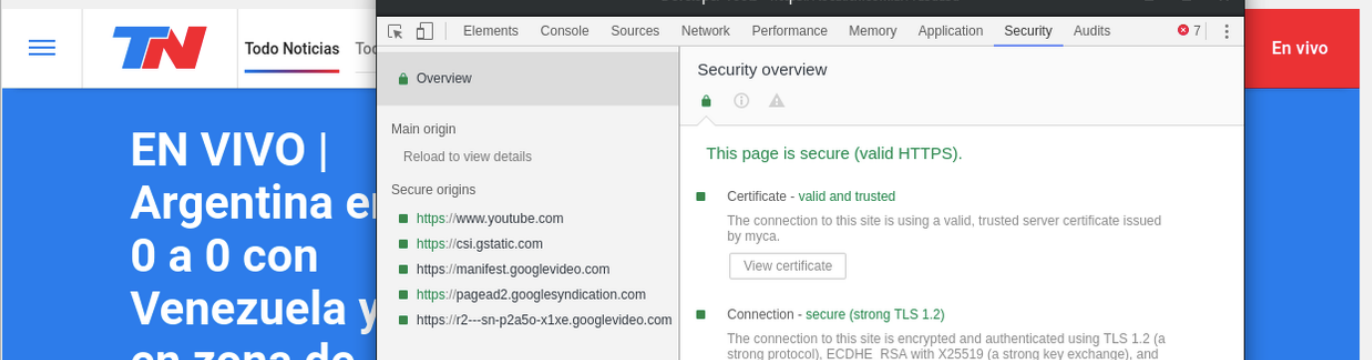 Elements Console Sources Network Performance Memory Application Security Audits 7
TN
Todo Noticias
En vivo
EN VIVO |
Argentina
0 a 0 con
Venezuela y
en zona de
Overview
Main origin
Reload to view details
Secure origins
https://www.youtube.com
https://csi.gstatic.com
https://manifest.googlevideo.com
https://pagead2.googlesyndication.com
https://r2---sn-p2a5o-x1xe.googlevideo.com
Security overview
This page is secure (valid HTTPS).
Certificate - valid and trusted
The connection to this site is using a valid, trusted server certificate issued
by myca.
View certificate
Connection - secure (strong TLS 1.2)
The connection to this site is encrypted and authenticated using TLS 1.2 (a
strong protocol), ECDHE_RSA with X25519 (a strong key exchange), and